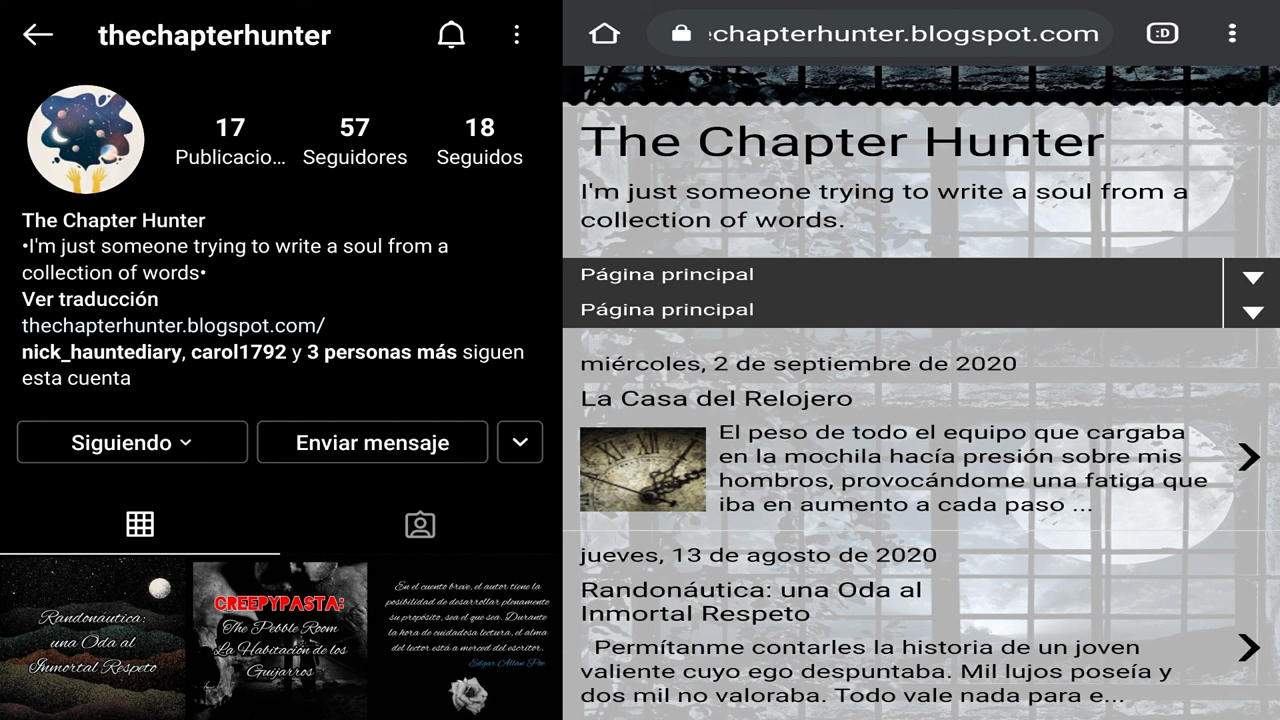 thechapterhunter
17
57
18
Publicacio...
Seguidores
Seguidos
The Chapter Hunter
•I'm just someone trying to write a soul from a
collection of words•
Ver traducción
thechapterhunter.blogspot.com/
nick_hauntediary, carol1792 y 3 personas más siguen
esta cuenta
Siguiendo
Enviar mensaje
Randonáutica:
una Oda al
Inmortal Respeto
CREEPYPASTA:
The Pebble Room
La Habitación de los
Guijarros
En el cuento breve, el autor tiene la
posibilidad de desarrollar plenamente
su propósito, sea el que sea. Durante
la hora de cuidadosa lectura, el alma
del lector está a merced del escritor.
Edgar Allan Poe
chapterhunter.blogspot.com
:D
The Chapter Hunter
I'm just someone trying to write a soul from a
collection of words.
Página principal
Página principal
miércoles, 2 de septiembre de 2020
La Casa del Relojero
El peso de todo el equipo que cargaba
en la mochila hacía presión sobre mis
hombros, provocándome una fatiga que
iba en aumento a cada paso ...
jueves, 13 de agosto de 2020
Randonáutica: una Oda al
Inmortal Respeto
Permítanme contarles la historia de un joven
valiente cuyo ego despuntaba. Mil lujos poseía y
dos mil no valoraba. Todo vale nada para e...